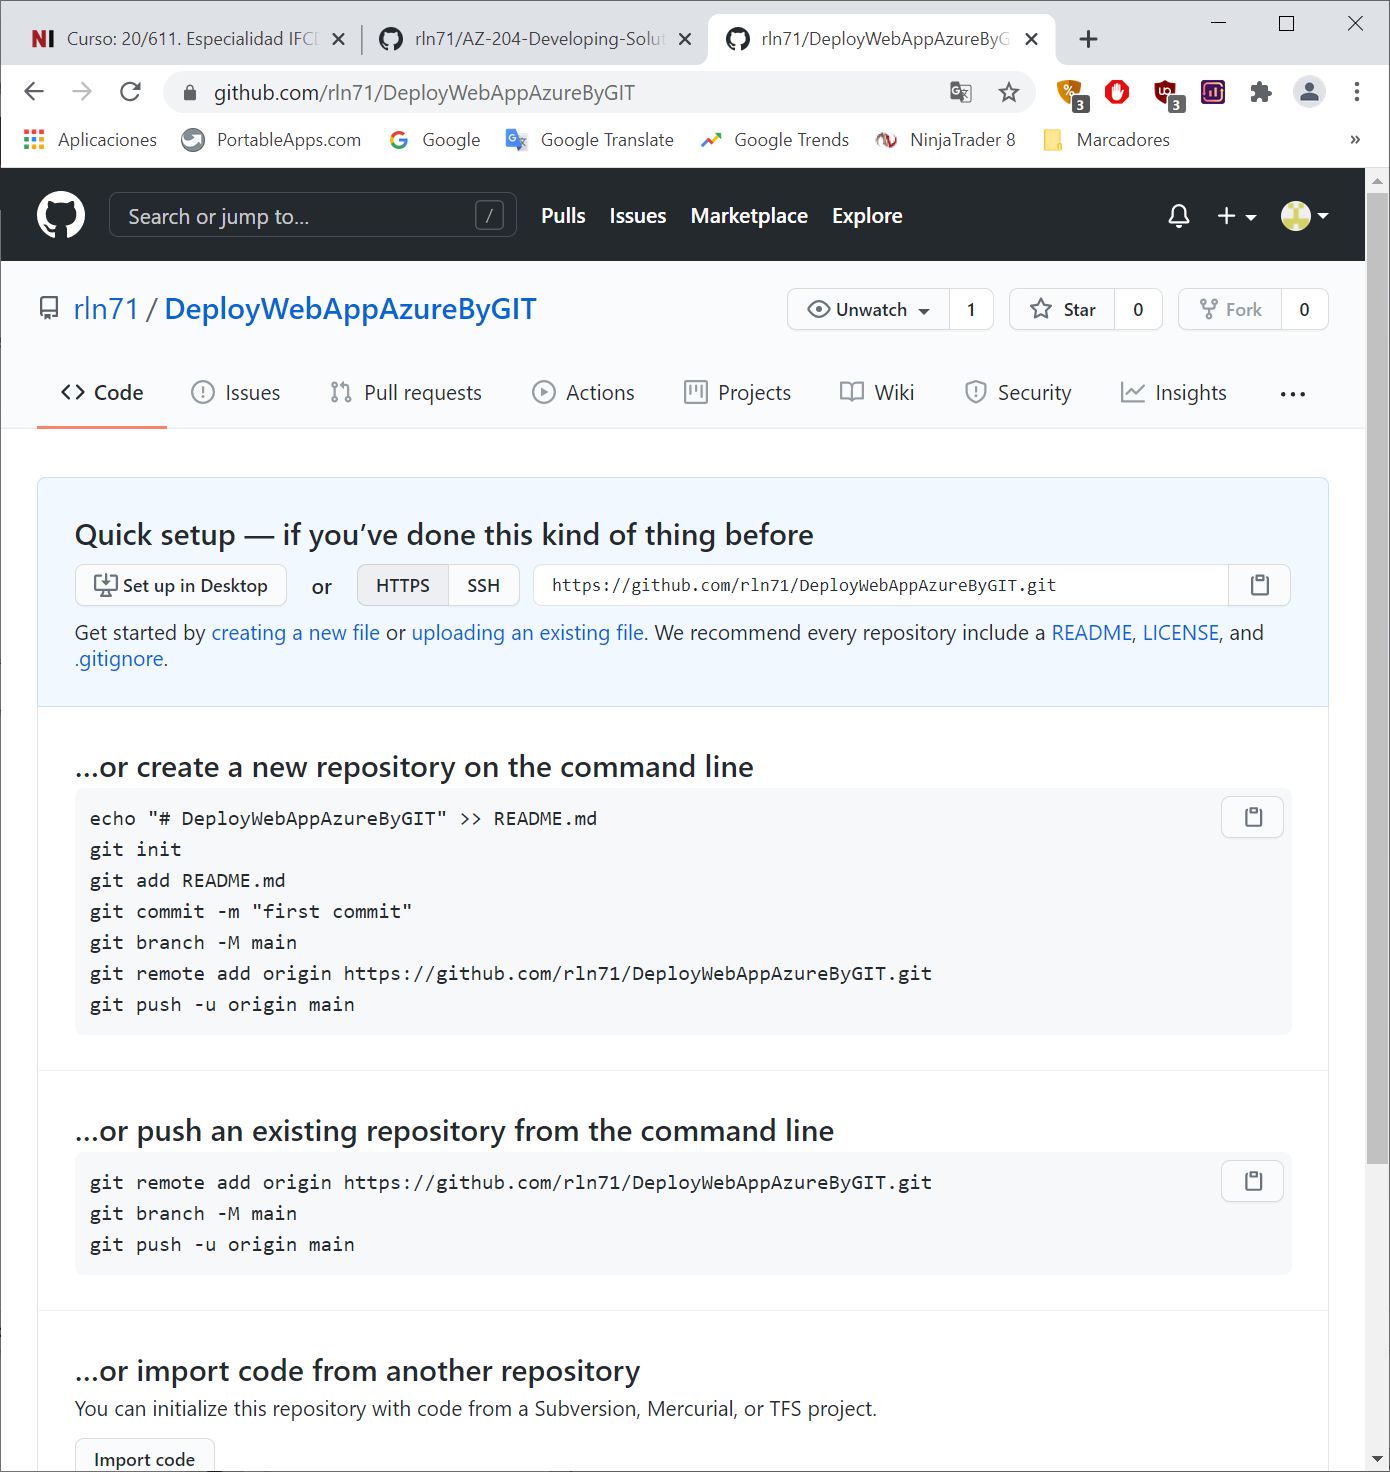 NI Curso: 20/611. Especialidad IFC
rln71/AZ-204-Developing-Solu
rln71/DeployWebAppAzureByG
github.com/rln71/DeployWebAppAzureByGIT
3
3
Aplicaciones PortableApps.com Google Google Translate Google Trends NinjaTrader 8 Marcadores »
Search or jump to... / Pulls Issues Marketplace Explore
rln71 / DeployWebAppAzureByGIT Unwatch 1 Star 0 Fork 0
Code Issues Pull requests Actions Projects Wiki Security Insights ...
Quick setup — if you’ve done this kind of thing before
Set up in Desktop or HTTPS SSH https://github.com/rln71/DeployWebAppAzureByGIT.git
Get started by creating a new file or uploading an existing file. We recommend every repository include a README, LICENSE, and
.gitignore.
...or create a new repository on the command line
echo "# DeployWebAppAzureByGIT" >> README.md
git init
git add README.md
git commit -m "first commit"
git branch -M main
git remote add origin https://github.com/rln71/DeployWebAppAzureByGIT.git
git push -u origin main
...or push an existing repository from the command line
git remote add origin https://github.com/rln71/DeployWebAppAzureByGIT.git
git branch -M main
git push -u origin main
...or import code from another repository
You can initialize this repository with code from a Subversion, Mercurial, or TFS project.
Import code